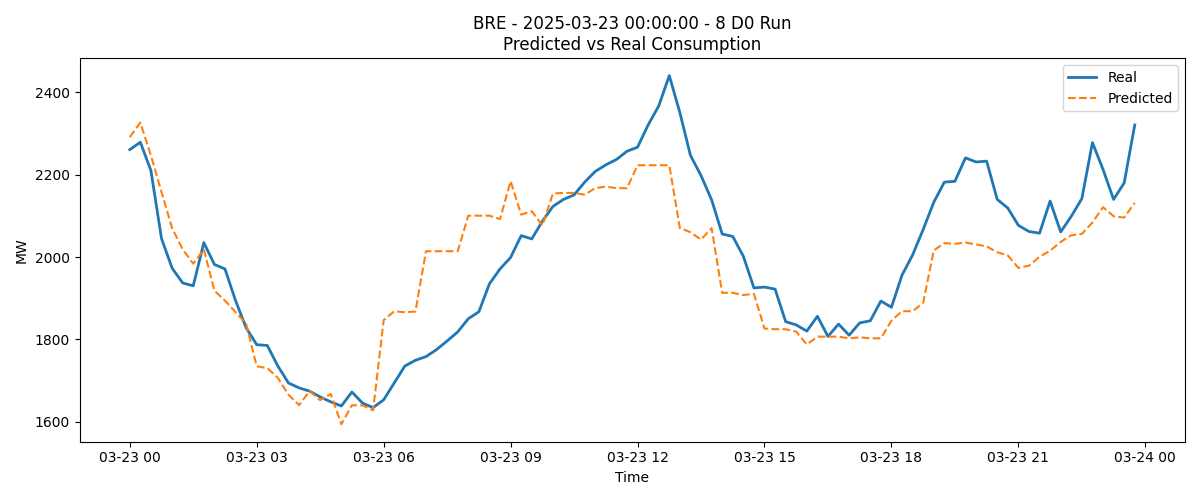 BRE - 2025-03-23 00:00:00 - 8 D0 Run
Predicted vs Real Consumption
Real
Predicted
MW
2400
2200
2000
1800
1600
03-23 00
03-23 03
03-23 06
03-23 09
03-23 12
03-23 15
03-23 18
03-23 21
03-24 00
Time